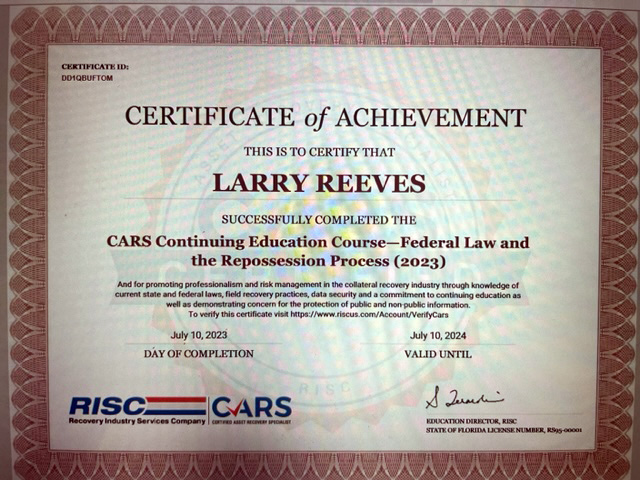 CERTIFICATE ID:
DD1QBUFTOM
CERTIFICATE of ACHIEVEMENT
THIS IS TO CERTIFY THAT
LARRY REEVES
SUCCESSFULLY COMPLETED THE
CARS Continuing Education Course—Federal Law and
the Repossession Process (2023)
And for promoting professionalism and risk management in the collateral recovery industry through knowledge of
current state and federal laws, field recovery practices, data security and a commitment to continuing education as
well as demonstrating concern for the protection of public and non-public information.
To verify this certificate visit https://www.riscus.com/Account/VerifyCars
July 10, 2023
DAY OF COMPLETION
July 10, 2024
VALID UNTIL
RISC
RISC CARS
Recovery Industry Services Company CERTIFIED ASSET RECOVERY SPECIALIST
EDUCATION DIRECTOR, RISC
STATE OF FLORIDA LICENSE NUMBER, RS95-00001